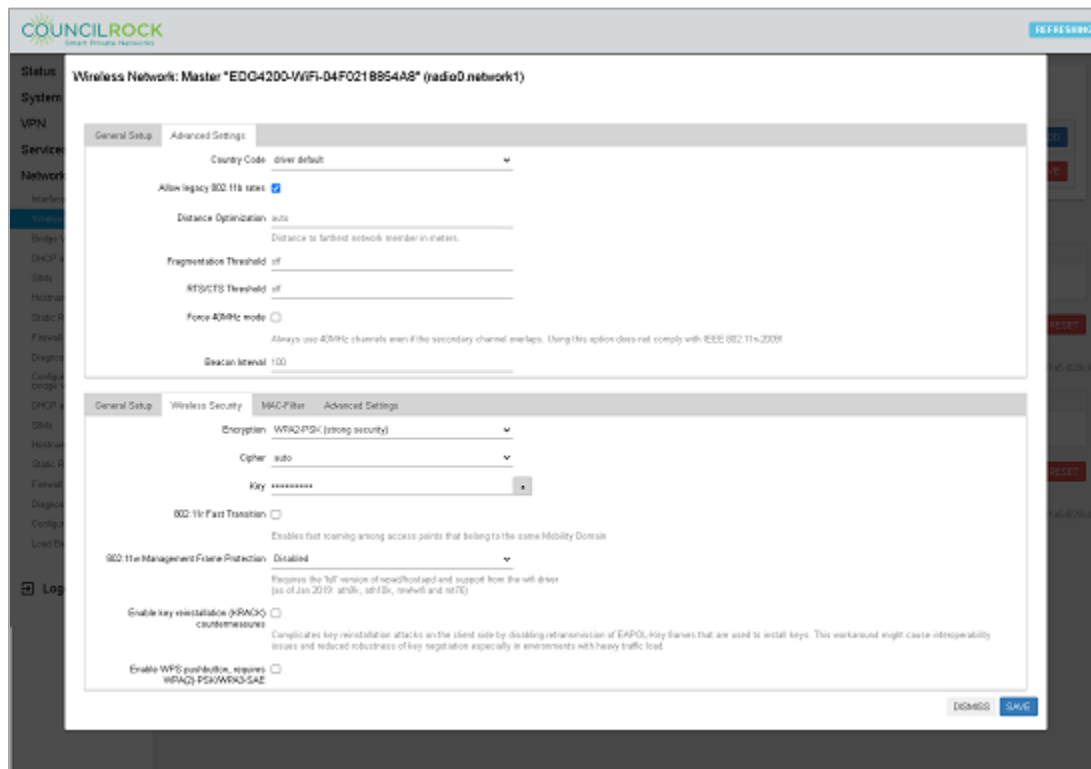 COUNCILROCK
Smart Private Networks
REFRESHING
Status
System
VPN
Services
Network
Wireless Network: Master "EDG4200-WiFi-04F0218854A8" (radio0.network1)
General Setup Advanced Settings
Country Code driver default
Allow legacy 802.11b rates
Distance Optimization auto
Distance to farthest network member in meters.
Fragmentation Threshold off
RTS/CTS Threshold off
Force 40MHz mode
Always use 40MHz channels even if the secondary channel overlaps. Using this option does not comply with IEEE 802.11n-2009!
Beacon Interval 100
General Setup Wireless Security MAC-Filter Advanced Settings
Encryption WPA2-PSK (strong security)
Cipher auto
Key ••••••••••
802.11r Fast Transition
Enables fast roaming among access points that belong to the same Mobility Domain
802.11w Management Frame Protection Disabled
Requires the 'full' version of wpad/hostapd and support from the wifi driver
(as of Jan 2019: ath9k, ath10k, mwlwifi and mt76)
Enable key reinstallation (KRACK)
countermeasures
Complicates key reinstallation attacks on the client side by disabling retransmission of EAPOL-Key frames that are used to install keys. This workaround might cause interoperability
issues and reduced robustness of key negotiation especially in environments with heavy traffic load.
Enable WPS pushbutton, requires
WPA(2)-PSK/WPA3-SAE
DISMISS SAVE
RESET
RESET